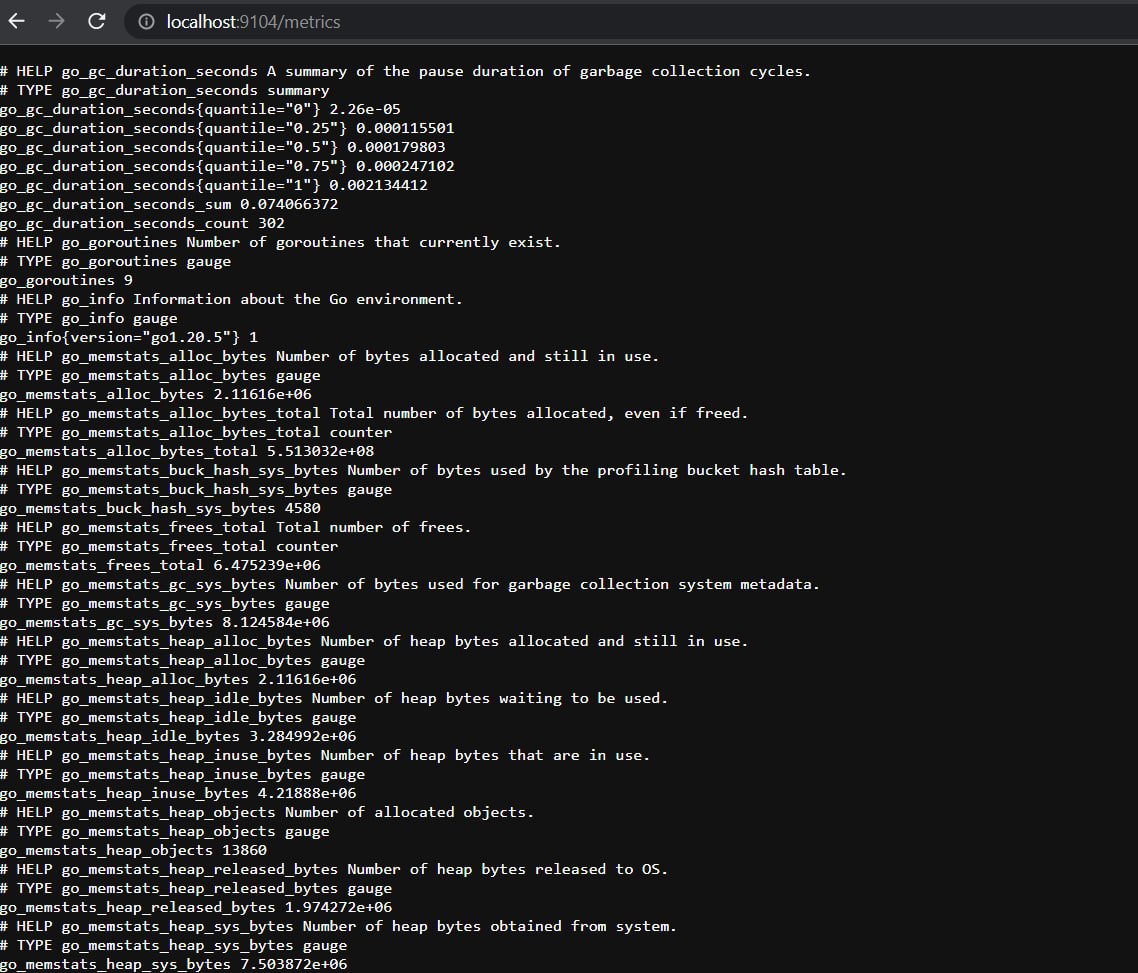 localhost:9104/metrics
# HELP go_gc_duration_seconds A summary of the pause duration of garbage collection cycles.
# TYPE go_gc_duration_seconds summary
go_gc_duration_seconds{quantile="0"} 2.26e-05
go_gc_duration_seconds{quantile="0.25"} 0.000115501
go_gc_duration_seconds{quantile="0.5"} 0.000179803
go_gc_duration_seconds{quantile="0.75"} 0.000247102
go_gc_duration_seconds{quantile="1"} 0.002134412
go_gc_duration_seconds_sum 0.074066372
go_gc_duration_seconds_count 302
# HELP go_goroutines Number of goroutines that currently exist.
# TYPE go_goroutines gauge
go_goroutines 9
# HELP go_info Information about the Go environment.
# TYPE go_info gauge
go_info{version="go1.20.5"} 1
# HELP go_memstats_alloc_bytes Number of bytes allocated and still in use.
# TYPE go_memstats_alloc_bytes gauge
go_memstats_alloc_bytes 2.11616e+06
# HELP go_memstats_alloc_bytes_total Total number of bytes allocated, even if freed.
# TYPE go_memstats_alloc_bytes_total counter
go_memstats_alloc_bytes_total 5.513032e+08
# HELP go_memstats_buck_hash_sys_bytes Number of bytes used by the profiling bucket hash table.
# TYPE go_memstats_buck_hash_sys_bytes gauge
go_memstats_buck_hash_sys_bytes 4580
# HELP go_memstats_frees_total Total number of frees.
# TYPE go_memstats_frees_total counter
go_memstats_frees_total 6.475239e+06
# HELP go_memstats_gc_sys_bytes Number of bytes used for garbage collection system metadata.
# TYPE go_memstats_gc_sys_bytes gauge
go_memstats_gc_sys_bytes 8.124584e+06
# HELP go_memstats_heap_alloc_bytes Number of heap bytes allocated and still in use.
# TYPE go_memstats_heap_alloc_bytes gauge
go_memstats_heap_alloc_bytes 2.11616e+06
# HELP go_memstats_heap_idle_bytes Number of heap bytes waiting to be used.
# TYPE go_memstats_heap_idle_bytes gauge
go_memstats_heap_idle_bytes 3.284992e+06
# HELP go_memstats_heap_inuse_bytes Number of heap bytes that are in use.
# TYPE go_memstats_heap_inuse_bytes gauge
go_memstats_heap_inuse_bytes 4.21888e+06
# HELP go_memstats_heap_objects Number of allocated objects.
# TYPE go_memstats_heap_objects gauge
go_memstats_heap_objects 13860
# HELP go_memstats_heap_released_bytes Number of heap bytes released to OS.
# TYPE go_memstats_heap_released_bytes gauge
go_memstats_heap_released_bytes 1.974272e+06
# HELP go_memstats_heap_sys_bytes Number of heap bytes obtained from system.
# TYPE go_memstats_heap_sys_bytes gauge
go_memstats_heap_sys_bytes 7.503872e+06